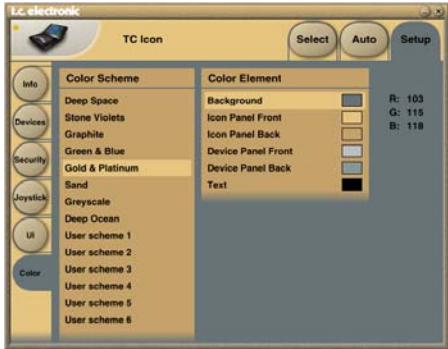 t.c. electronic
TC Icon
Select
Auto
Setup
Info
Devices
Security
Joystick
UI
Color
Color Scheme
Deep Space
Stone Violets
Graphite
Green & Blue
Gold & Platinum
Sand
Greyscale
Deep Ocean
User scheme 1
User scheme 2
User scheme 3
User scheme 4
User scheme 5
User scheme 6
Color Element
Background
Icon Panel Front
Icon Panel Back
Device Panel Front
Device Panel Back
Text
R: 103
G: 115
B: 118